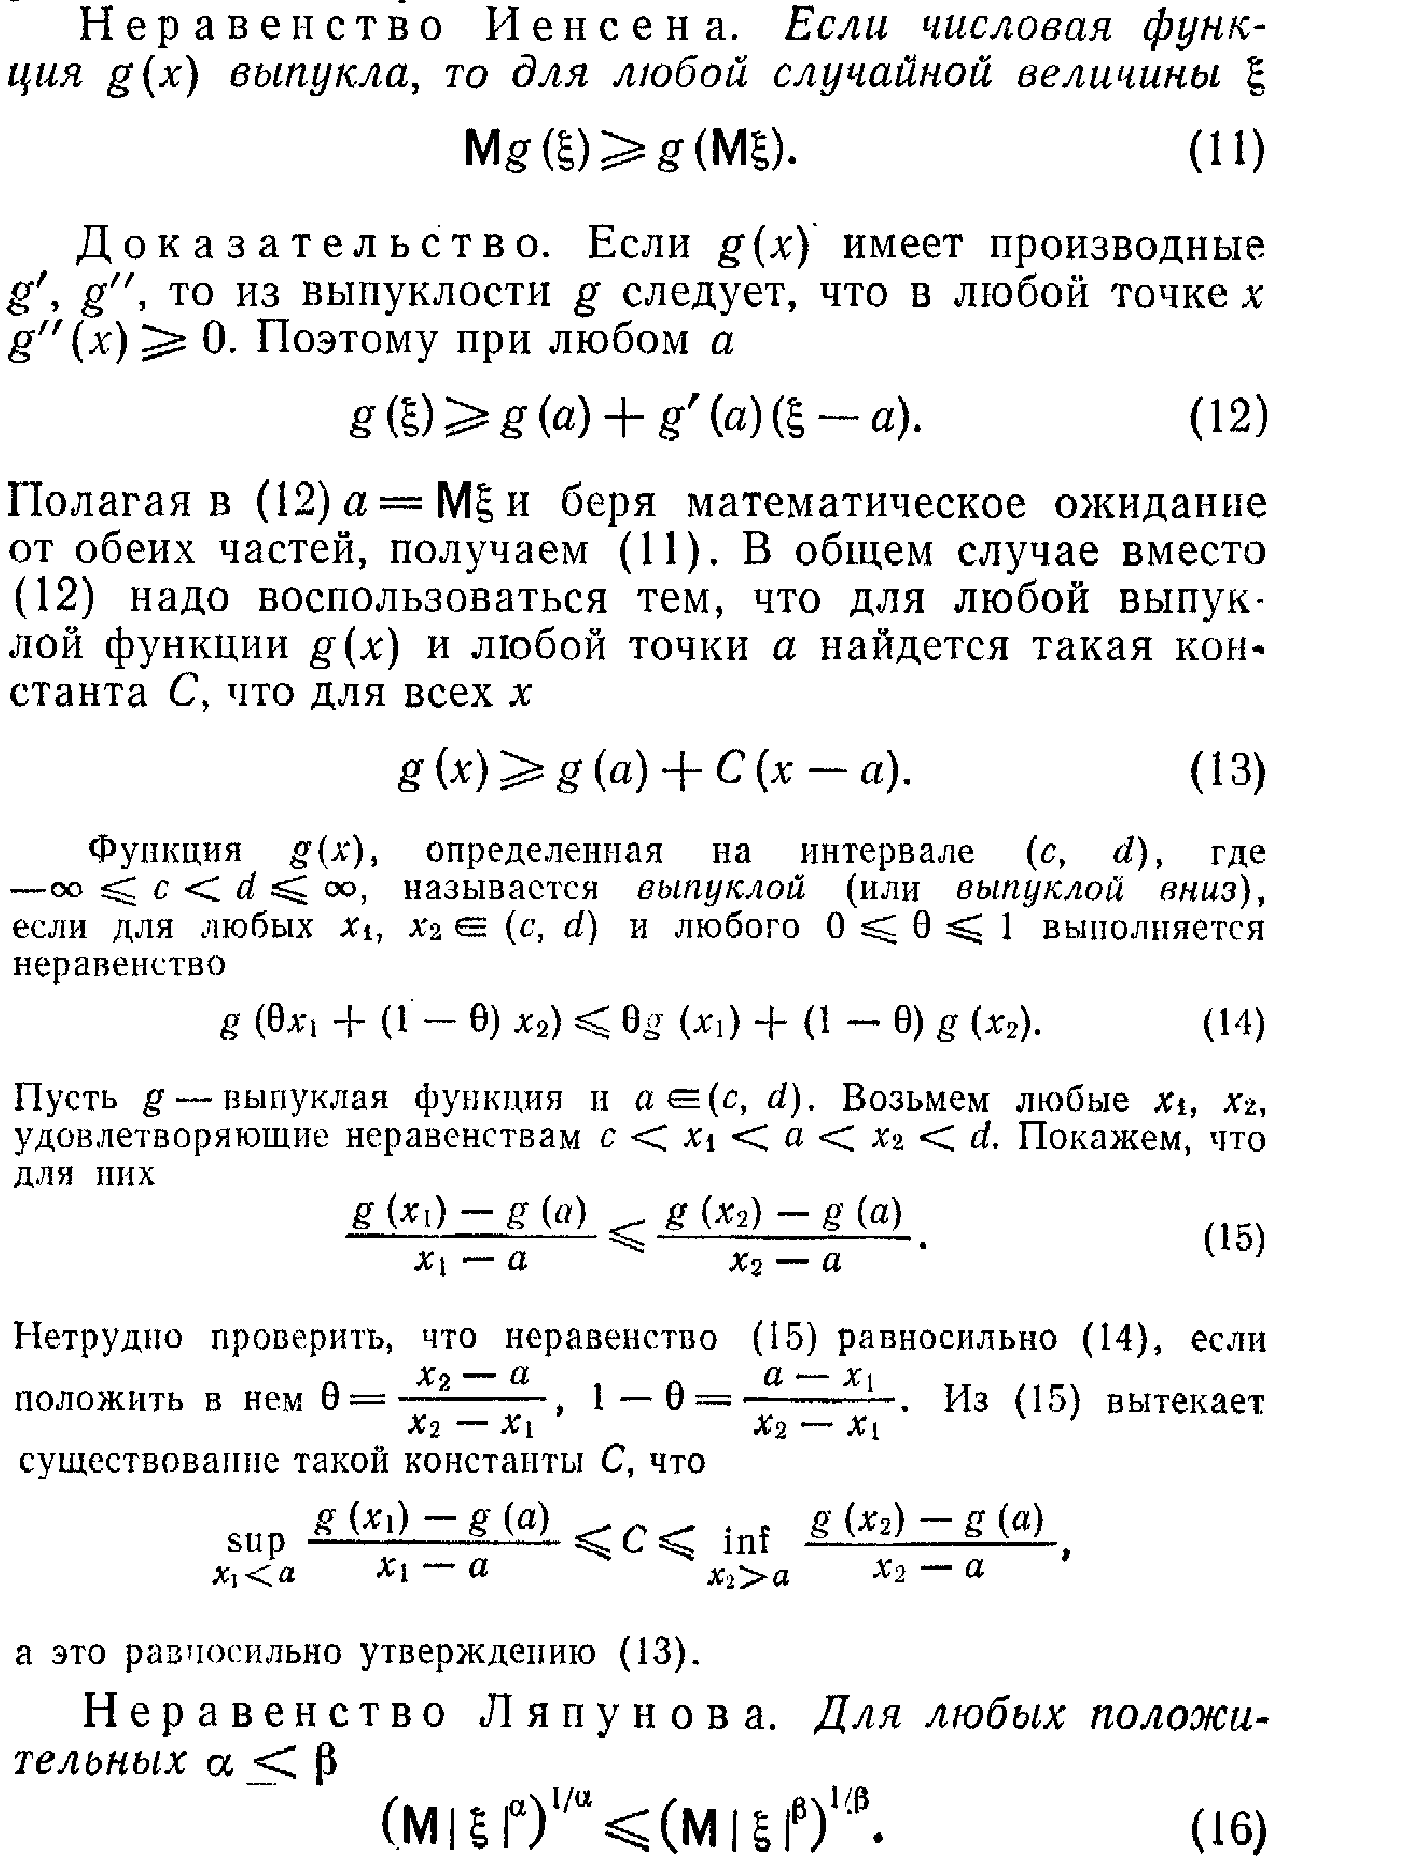 Неравенство Иенсена. Если числовая функ-
ция g(x) выпукла, то для любой случайной величины ξ
Mg(ξ) ⩾ g(Mξ). (11)
Доказательство. Если g(x) имеет производные
g′, g″, то из выпуклости g следует, что в любой точке x
g″(x) ⩾ 0. Поэтому при любом a
g(ξ) ⩾ g(a) + g′(a)(ξ — a). (12)
Полагая в (12) a = Mξ и беря математическое ожидание
от обеих частей, получаем (11). В общем случае вместо
(12) надо воспользоваться тем, что для любой выпук-
лой функции g(x) и любой точки a найдется такая кон-
станта C, что для всех x
g(x) ⩾ g(a) + C(x — a). (13)
Функция g(x), определенная на интервале (c, d), где
—∞ ⩽ c < d ⩽ ∞, называется выпуклой (или выпуклой вниз),
если для любых x₁, x₂ ∈ (c, d) и любого 0 ⩽ θ ⩽ 1 выполняется
неравенство
g(θx₁ + (1 — θ) x₂) ⩽ θg(x₁) + (1 — θ) g(x₂). (14)
Пусть g — выпуклая функция и a ∈ (c, d). Возьмем любые x₁, x₂,
удовлетворяющие неравенствам c < x₁ < a < x₂ < d. Покажем, что
для них
(g(x₁) — g(a))/(x₁ — a) ⩽ (g(x₂) — g(a))/(x₂ — a). (15)
Нетрудно проверить, что неравенство (15) равносильно (14), если
положить в нем θ = (x₂ — a)/(x₂ — x₁), 1 — θ = (a — x₁)/(x₂ — x₁). Из (15) вытекает
существование такой константы C, что
sup x₁<a (g(x₁) — g(a))/(x₁ — a) ⩽ C ⩽ inf x₂>a (g(x₂) — g(a))/(x₂ — a),
а это равносильно утверждению (13).
Неравенство Ляпунова. Для любых положи-
тельных α ⩽ β
(M|ξ|^α)^{1/α} ⩽ (M|ξ|^β)^{1/β}. (16)